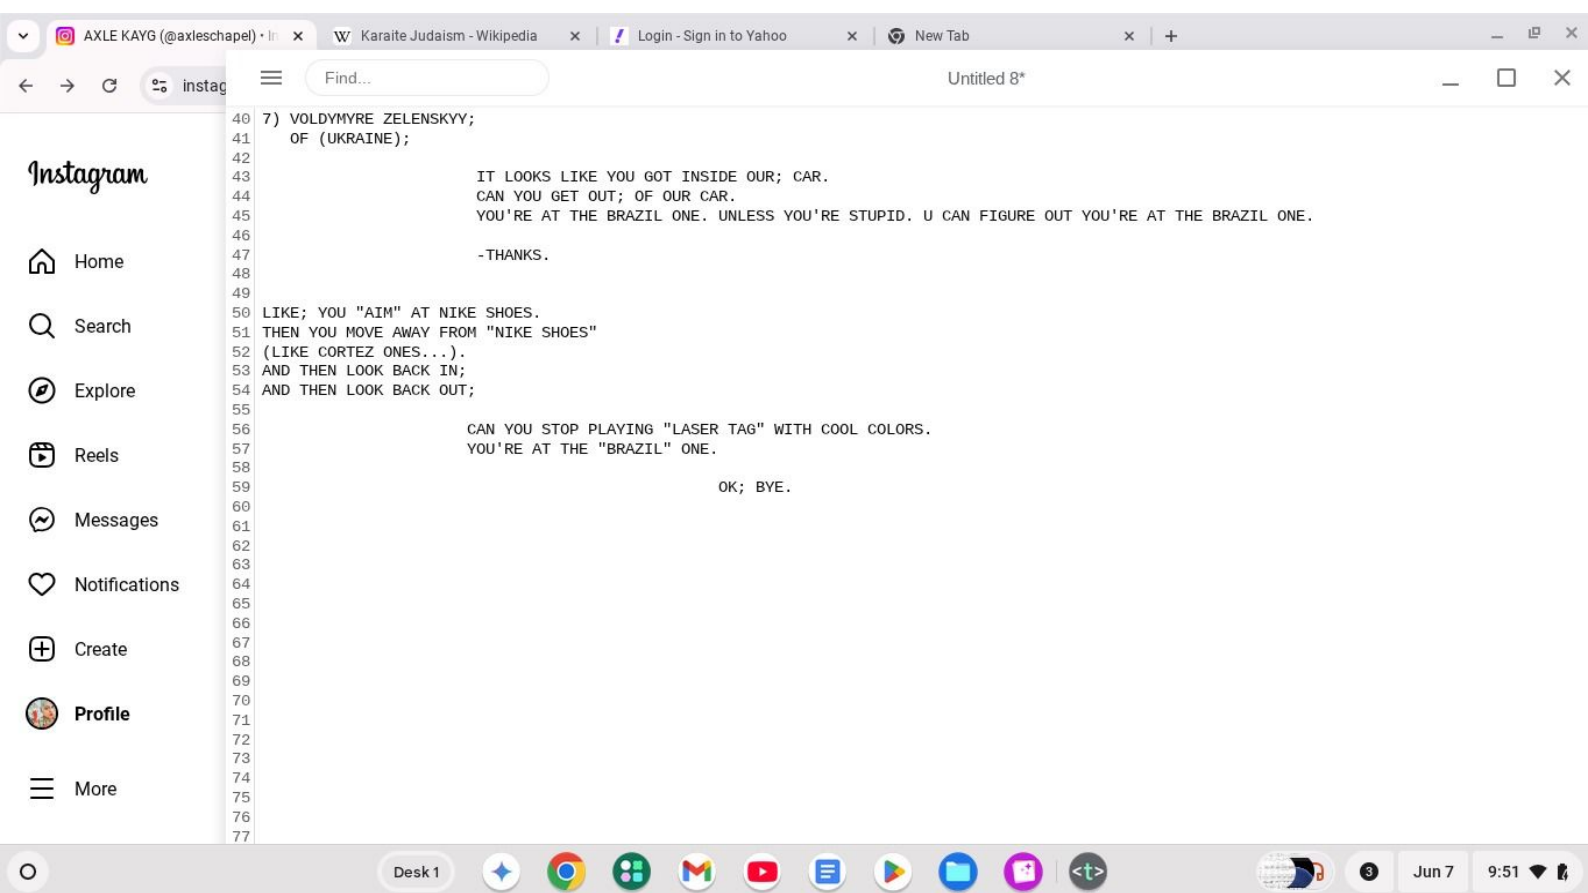 AXLE KAYG (@axleschapel) • In
Karaite Judaism - Wikipedia
Login - Sign in to Yahoo
New Tab
instag
Find...
Untitled 8*
Instagram
Home
Search
Explore
Reels
Messages
Notifications
Create
Profile
More
40 7) VOLDYMYRE ZELENSKYY;
41 OF (UKRAINE);
42
43 IT LOOKS LIKE YOU GOT INSIDE OUR; CAR.
44 CAN YOU GET OUT; OF OUR CAR.
45 YOU'RE AT THE BRAZIL ONE. UNLESS YOU'RE STUPID. U CAN FIGURE OUT YOU'RE AT THE BRAZIL ONE.
46
47 -THANKS.
48
49
50 LIKE; YOU "AIM" AT NIKE SHOES.
51 THEN YOU MOVE AWAY FROM "NIKE SHOES"
52 (LIKE CORTEZ ONES...).
53 AND THEN LOOK BACK IN;
54 AND THEN LOOK BACK OUT;
55
56 CAN YOU STOP PLAYING "LASER TAG" WITH COOL COLORS.
57 YOU'RE AT THE "BRAZIL" ONE.
58
59 OK; BYE.
60
61
62
63
64
65
66
67
68
69
70
71
72
73
74
75
76
77
Desk 1
<t>
3
Jun 7
9:51